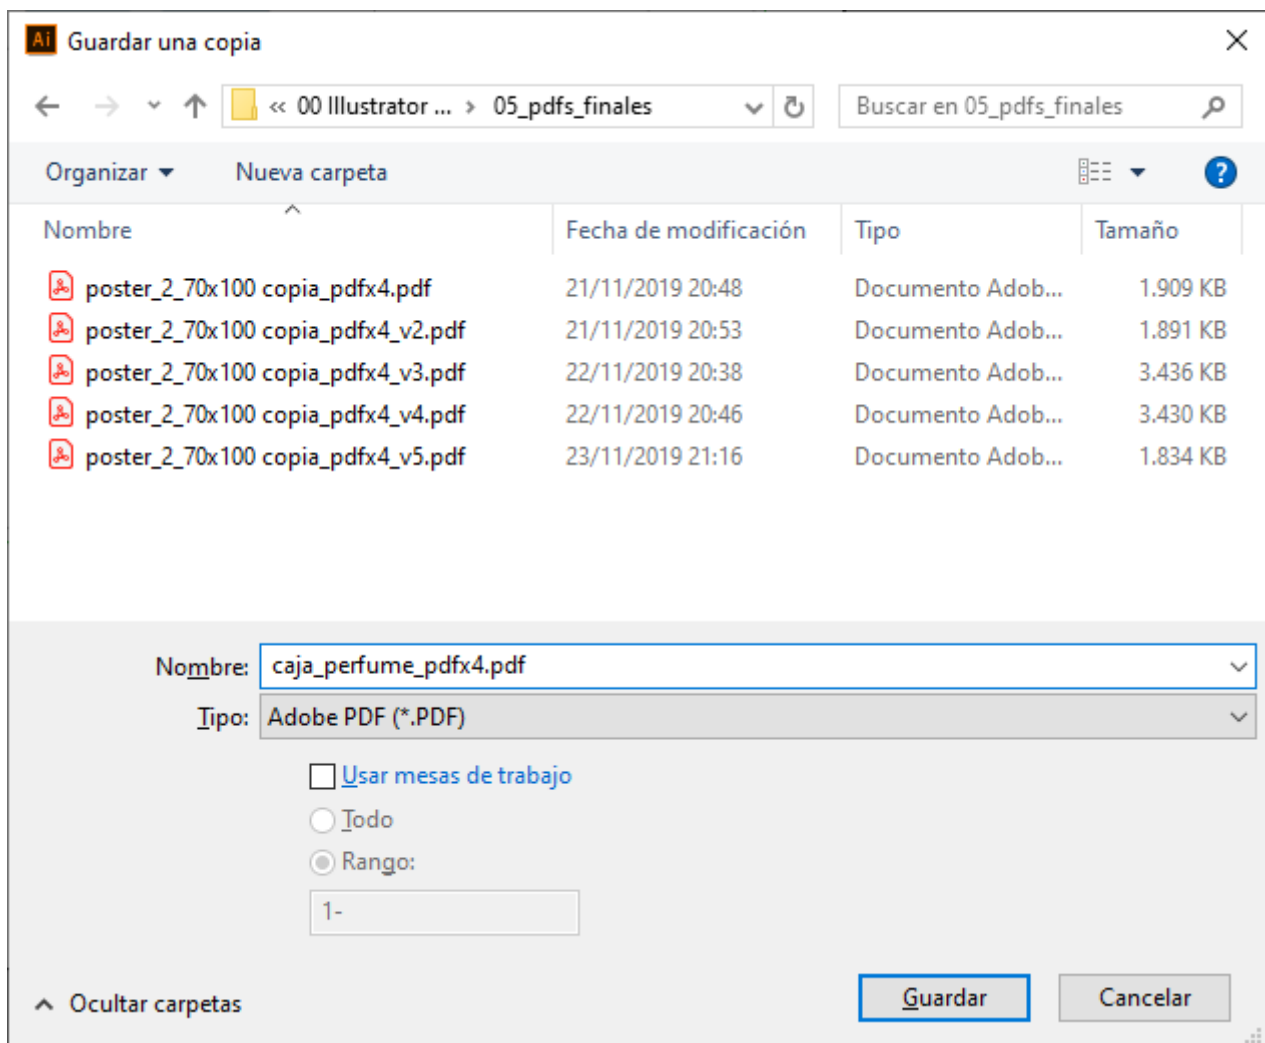 Ai Guardar una copia
« 00 Illustrator ... › 05_pdfs_finales Buscar en 05_pdfs_finales
Organizar Nueva carpeta ?
Nombre Fecha de modificación Tipo Tamaño
poster_2_70x100 copia_pdfx4.pdf 21/11/2019 20:48 Documento Adob... 1.909 KB
poster_2_70x100 copia_pdfx4_v2.pdf 21/11/2019 20:53 Documento Adob... 1.891 KB
poster_2_70x100 copia_pdfx4_v3.pdf 22/11/2019 20:38 Documento Adob... 3.436 KB
poster_2_70x100 copia_pdfx4_v4.pdf 22/11/2019 20:46 Documento Adob... 3.430 KB
poster_2_70x100 copia_pdfx4_v5.pdf 23/11/2019 21:16 Documento Adob... 1.834 KB
Nombre: caja_perfume_pdfx4.pdf
Tipo: Adobe PDF (*.PDF)
Usar mesas de trabajo
Todo
Rango:
1-
Ocultar carpetas Guardar Cancelar